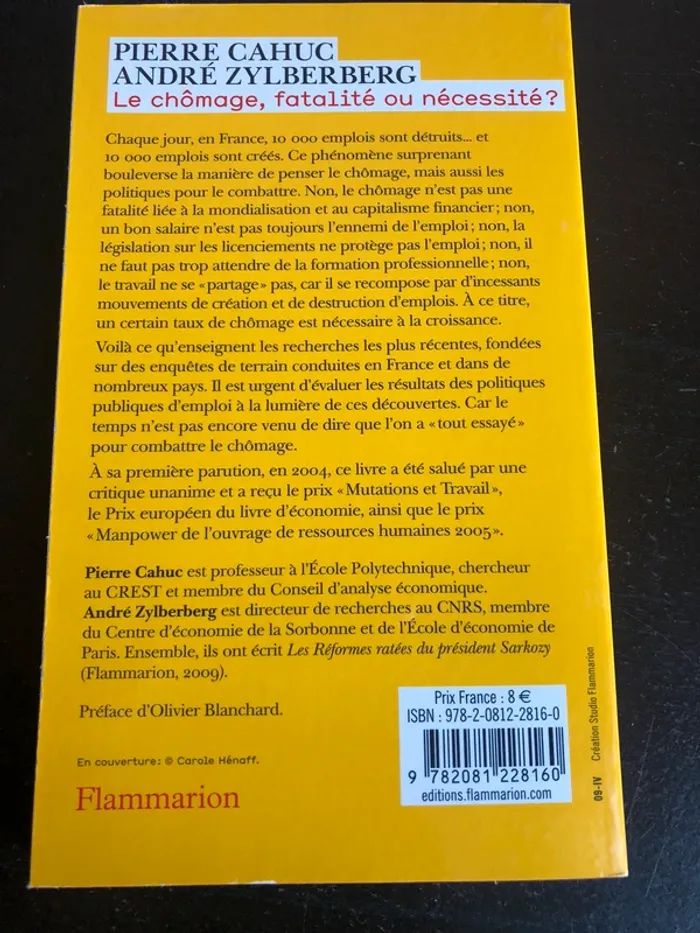 PIERRE CAHUC
ANDRÉ ZYLBERBERG
Le chômage, fatalité ou nécessité ?
Chaque jour, en France, 10 000 emplois sont détruits... et
10 000 emplois sont créés. Ce phénomène surprenant
bouleverse la manière de penser le chômage, mais aussi les
politiques pour le combattre. Non, le chômage n'est pas une
fatalité liée à la mondialisation et au capitalisme financier ; non,
un bon salaire n'est pas toujours l'ennemi de l'emploi ; non, la
législation sur les licenciements ne protège pas l'emploi ; non, il
ne faut pas trop attendre de la formation professionnelle ; non,
le travail ne se « partage » pas, car il se recompose par d'incessants
mouvements de création et de destruction d'emplois. À ce titre,
un certain taux de chômage est nécessaire à la croissance.
Voilà ce qu'enseignent les recherches les plus récentes, fondées
sur des enquêtes de terrain conduites en France et dans de
nombreux pays. Il est urgent d'évaluer les résultats des politiques
publiques d'emploi à la lumière de ces découvertes. Car le
temps n'est pas encore venu de dire que l'on a « tout essayé »
pour combattre le chômage.
À sa première parution, en 2004, ce livre a été salué par une
critique unanime et a reçu le prix « Mutations et Travail »,
le Prix européen du livre d'économie, ainsi que le prix
« Manpower de l'ouvrage de ressources humaines 2005 ».
Pierre Cahuc est professeur à l'École Polytechnique, chercheur
au CREST et membre du Conseil d'analyse économique.
André Zylberberg est directeur de recherches au CNRS, membre
du Centre d'économie de la Sorbonne et de l'École d'économie de
Paris. Ensemble, ils ont écrit Les Réformes ratées du président Sarkozy
(Flammarion, 2009).
Préface d'Olivier Blanchard.
En couverture : © Carole Hénaff.
Flammarion
Prix France : 8 €
ISBN : 978-2-0812-2816-0
9 782081 228160
editions.flammarion.com
09-IV Création Studio Flammarion